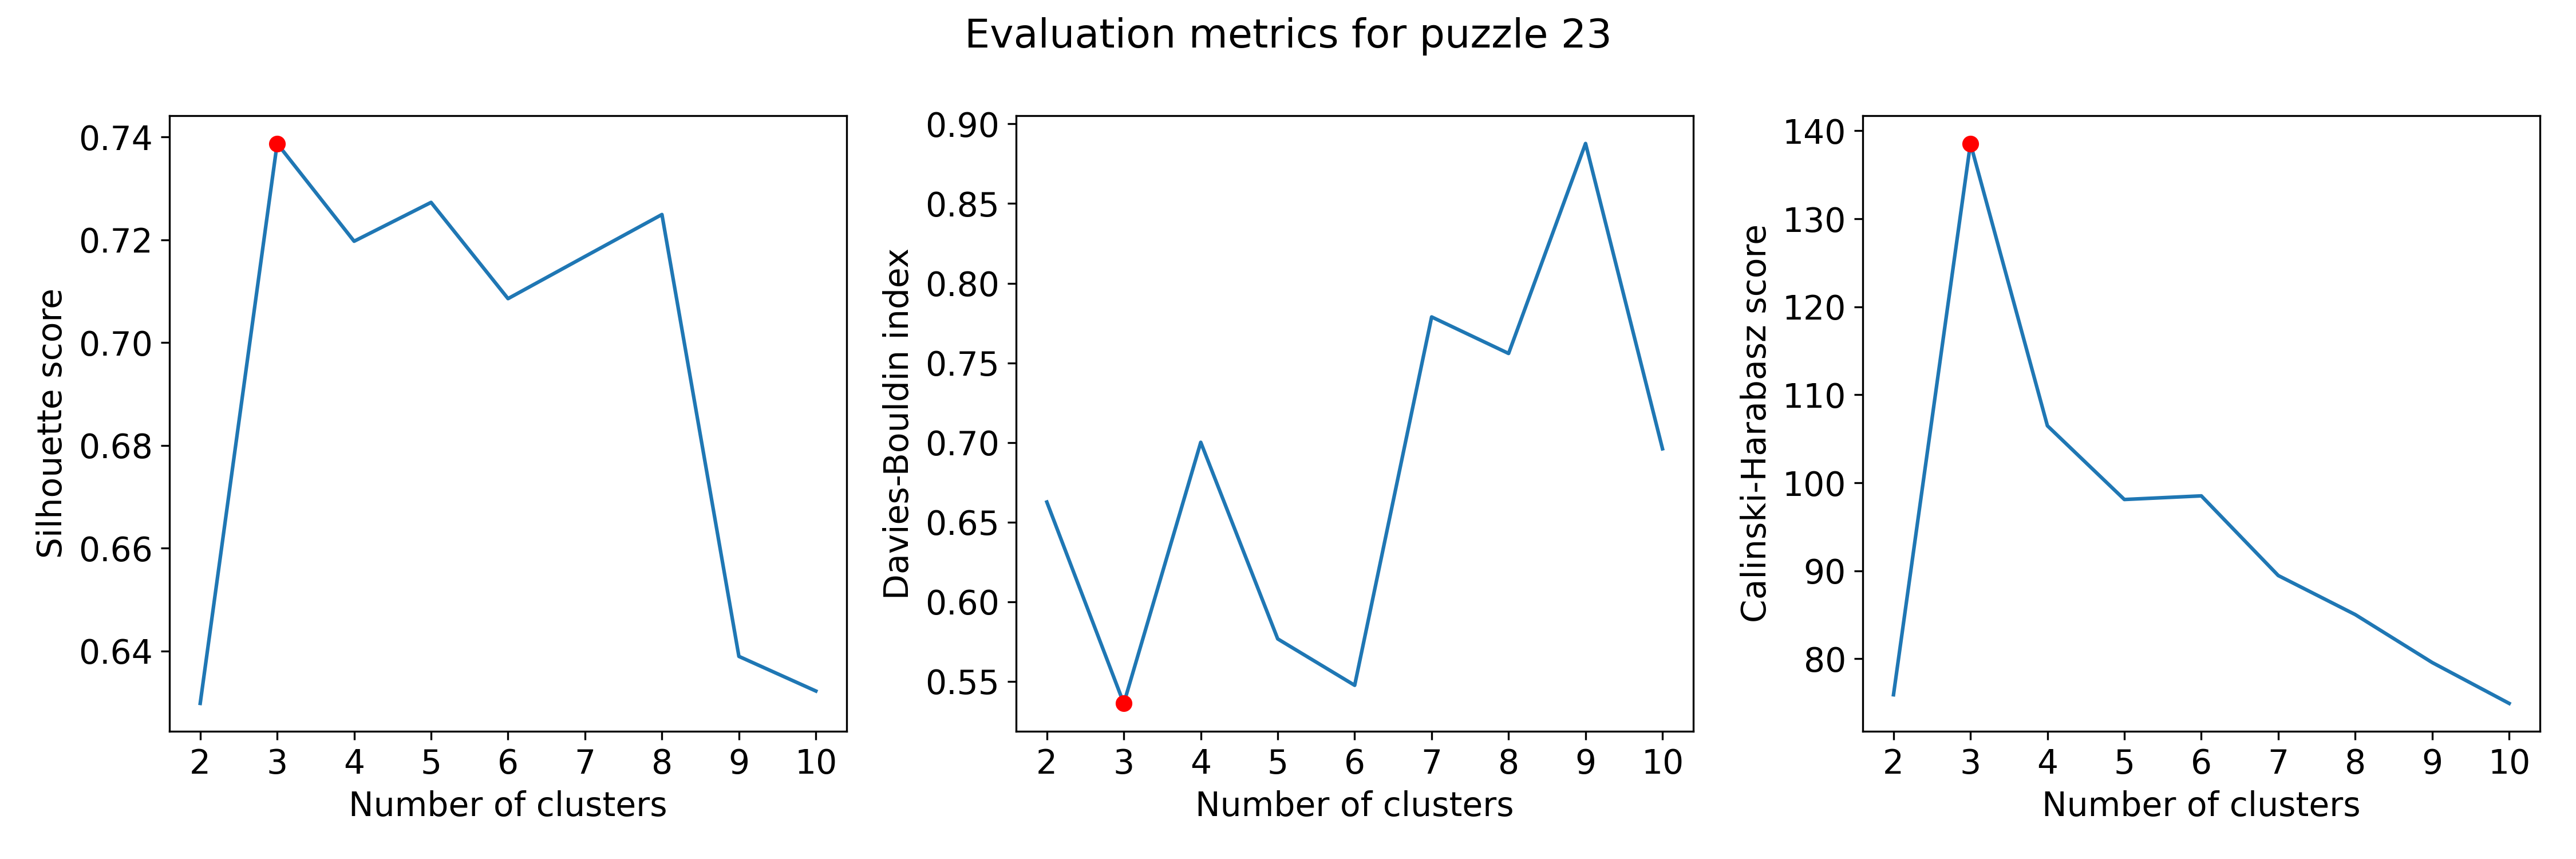 Evaluation metrics for puzzle 23
Silhouette score
0.74
0.72
0.70
0.68
0.66
0.64
2 3 4 5 6 7 8 9 10
Number of clusters
Davies-Bouldin index
0.90
0.85
0.80
0.75
0.70
0.65
0.60
0.55
2 3 4 5 6 7 8 9 10
Number of clusters
Calinski-Harabasz score
140
130
120
110
100
90
80
2 3 4 5 6 7 8 9 10
Number of clusters